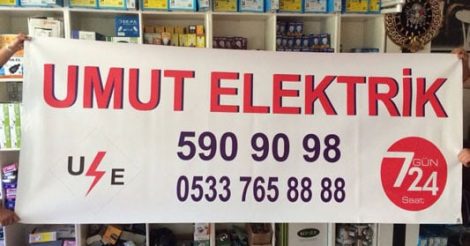 UMUT ELEKTRİK
590 90 98
0533 765 88 88
U E
7 GÜN
24
Saat